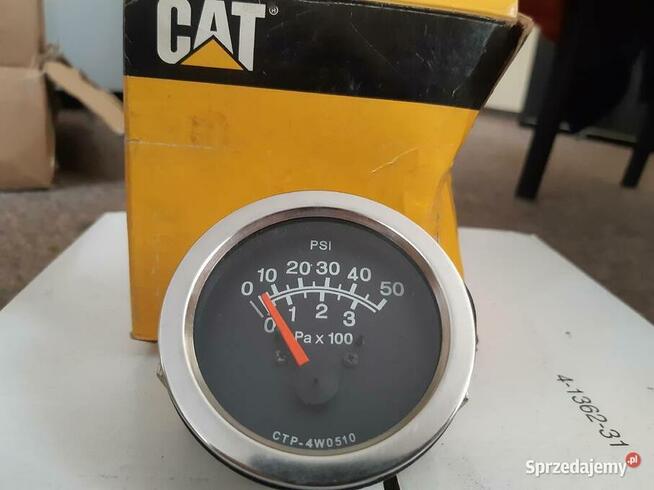 CAT®
PSI
0 10 20 30 40 50
0 1 2 3
Pa x 100
CTP-4W0510
4-1362-31
Sprzedajemy.pl